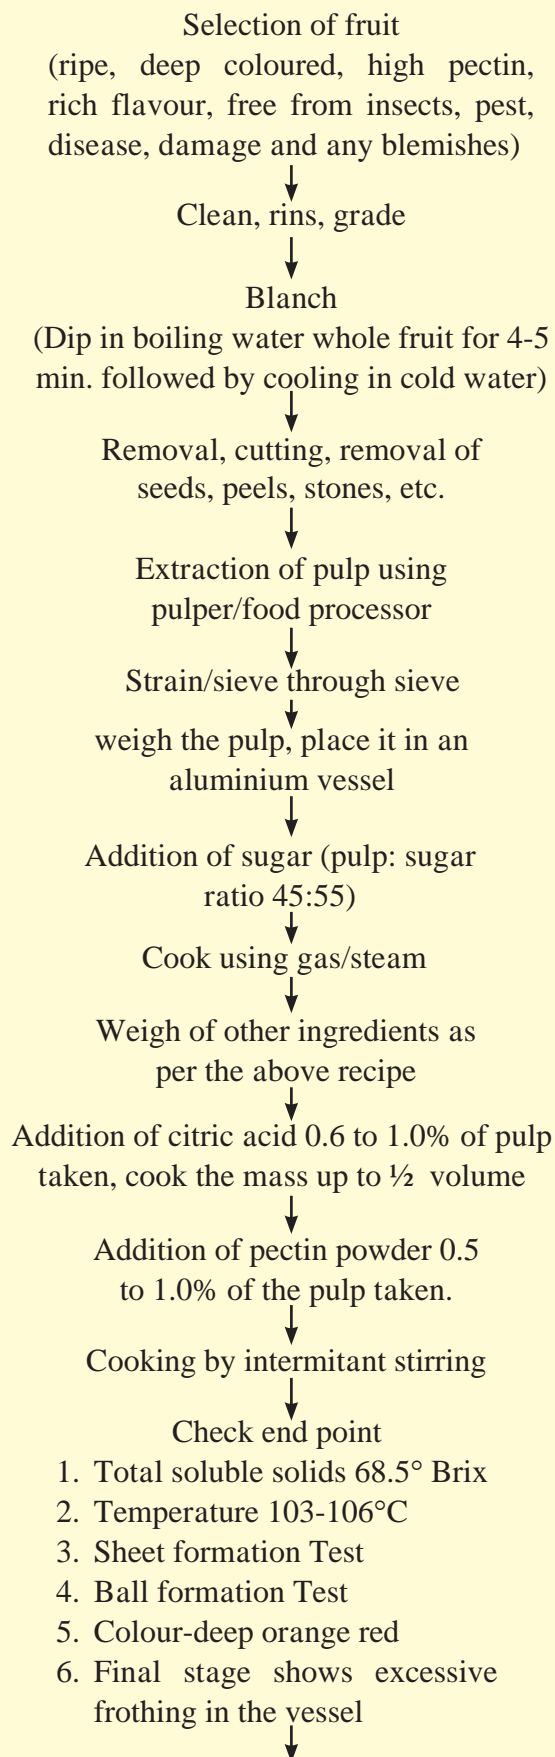 Selection of fruit
(ripe, deep coloured, high pectin,
rich flavour, free from insects, pest,
disease, damage and any blemishes)
Clean, rins, grade
Blanch
(Dip in boiling water whole fruit for 4-5
min. followed by cooling in cold water)
Removal, cutting, removal of
seeds, peels, stones, etc.
Extraction of pulp using
pulper/food processor
Strain/sieve through sieve
weigh the pulp, place it in an
aluminium vessel
Addition of sugar (pulp: sugar
ratio 45:55)
Cook using gas/steam
Weigh of other ingredients as
per the above recipe
Addition of citric acid 0.6 to 1.0% of pulp
taken, cook the mass up to ½ volume
Addition of pectin powder 0.5
to 1.0% of the pulp taken.
Cooking by intermitant stirring
Check end point
1. Total soluble solids 68.5° Brix
2. Temperature 103-106°C
3. Sheet formation Test
4. Ball formation Test
5. Colour-deep orange red
6. Final stage shows excessive
frothing in the vessel